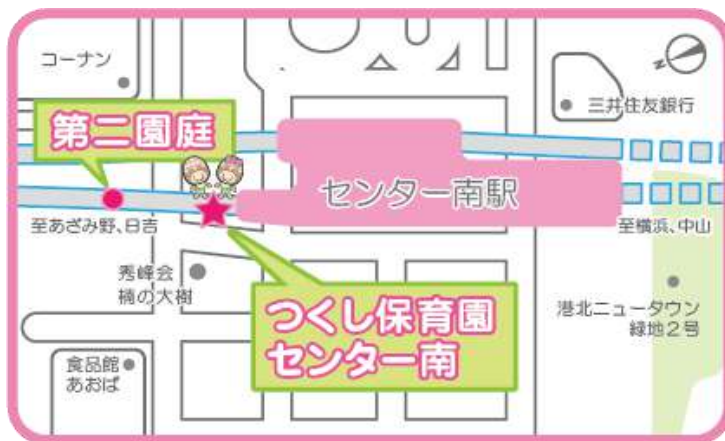 コーナン
z
三井住友銀行
第二園庭
センター南駅
至あざみ野、日吉
至横浜、中山
秀峰会
楠の大樹
つくし保育園
センター南
港北ニュータウン
緑地2号
食品館
あおば